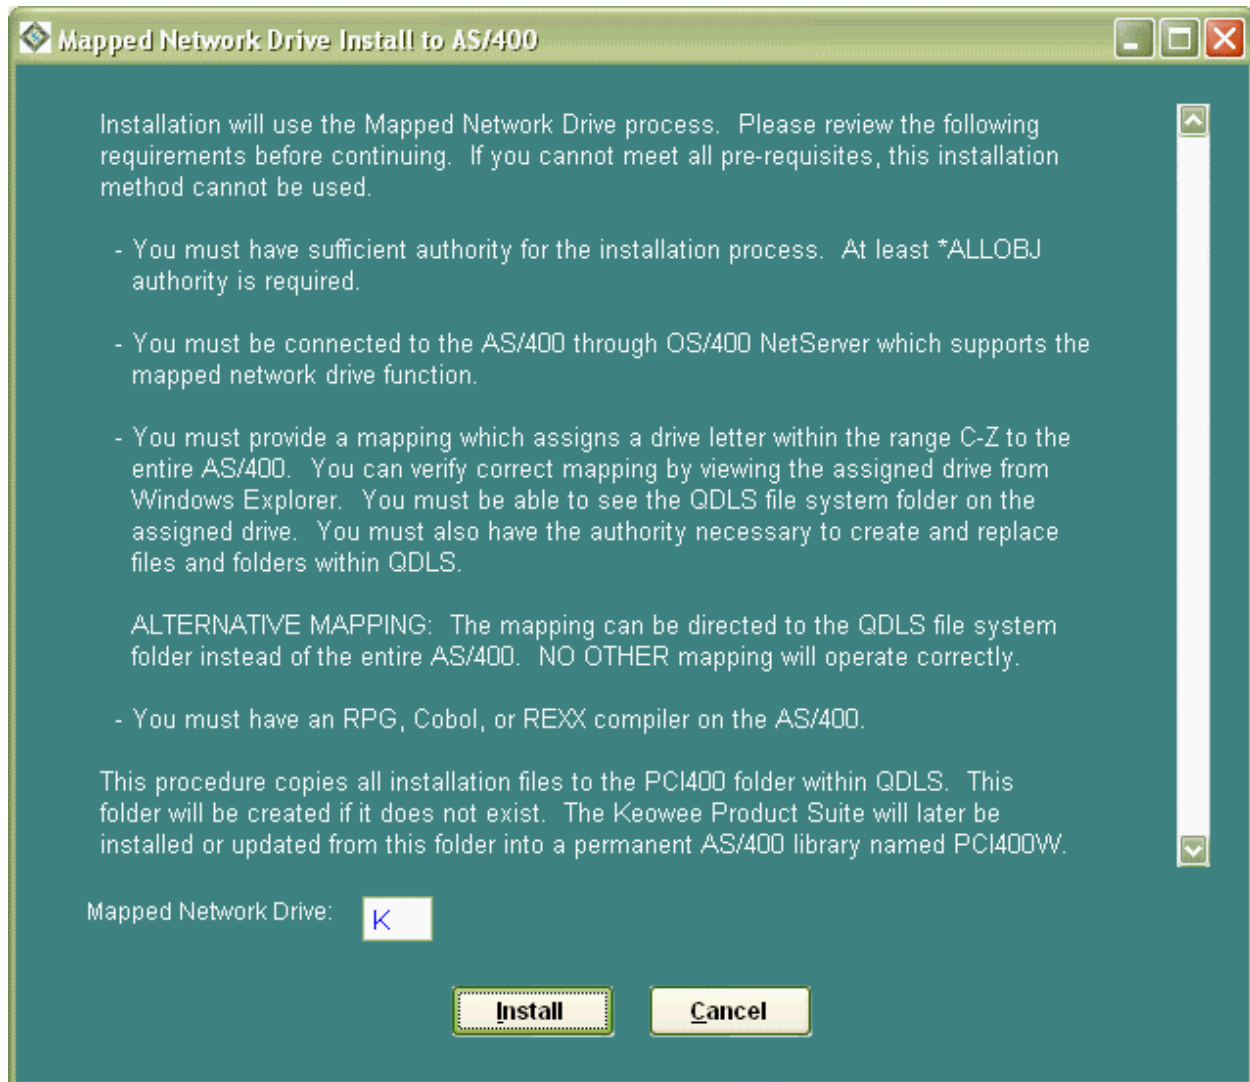 Mapped Network Drive Install to AS/400
Installation will use the Mapped Network Drive process.  Please review the following
requirements before continuing.  If you cannot meet all pre-requisites, this installation
method cannot be used.
- You must have sufficient authority for the installation process.  At least *ALLOBJ
authority is required.
- You must be connected to the AS/400 through OS/400 NetServer which supports the
mapped network drive function.
- You must provide a mapping which assigns a drive letter within the range C-Z to the
entire AS/400.  You can verify correct mapping by viewing the assigned drive from
Windows Explorer.  You must be able to see the QDLS file system folder on the
assigned drive.  You must also have the authority necessary to create and replace
files and folders within QDLS.
ALTERNATIVE MAPPING:  The mapping can be directed to the QDLS file system
folder instead of the entire AS/400.  NO OTHER mapping will operate correctly.
- You must have an RPG, Cobol, or REXX compiler on the AS/400.
This procedure copies all installation files to the PCI400 folder within QDLS.  This
folder will be created if it does not exist.  The Keowee Product Suite will later be
installed or updated from this folder into a permanent AS/400 library named PCI400W.
Mapped Network Drive: K
Install Cancel